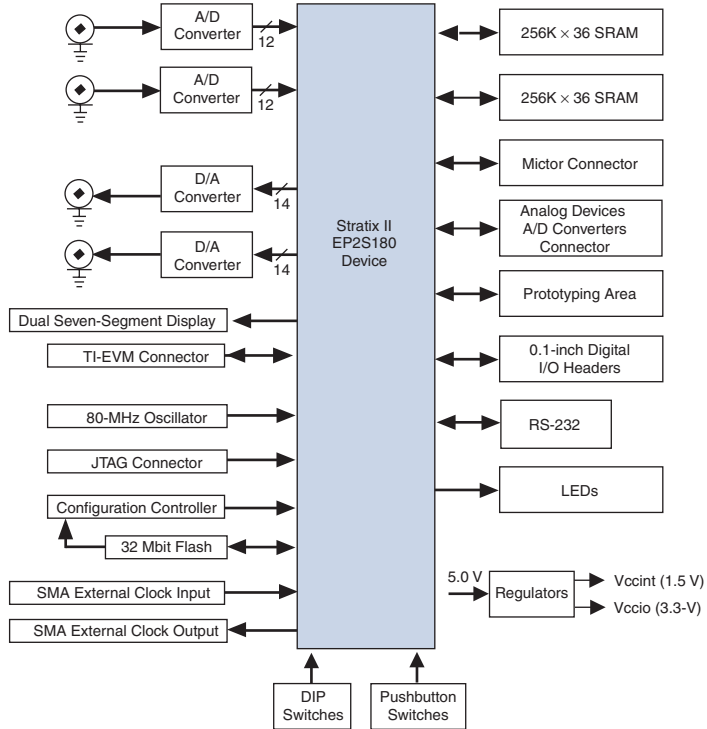 A/D
Converter
12
A/D
Converter
12
D/A
Converter
14
D/A
Converter
14
Dual Seven-Segment Display
TI-EVM Connector
80-MHz Oscillator
JTAG Connector
Configuration Controller
32 Mbit Flash
SMA External Clock Input
SMA External Clock Output
Stratix II
EP2S180
Device
256K × 36 SRAM
256K × 36 SRAM
Mictor Connector
Analog Devices
A/D Converters
Connector
Prototyping Area
0.1-inch Digital
I/O Headers
RS-232
LEDs
5.0 V
Regulators
Vccint (1.5 V)
Vccio (3.3-V)
DIP
Switches
Pushbutton
Switches